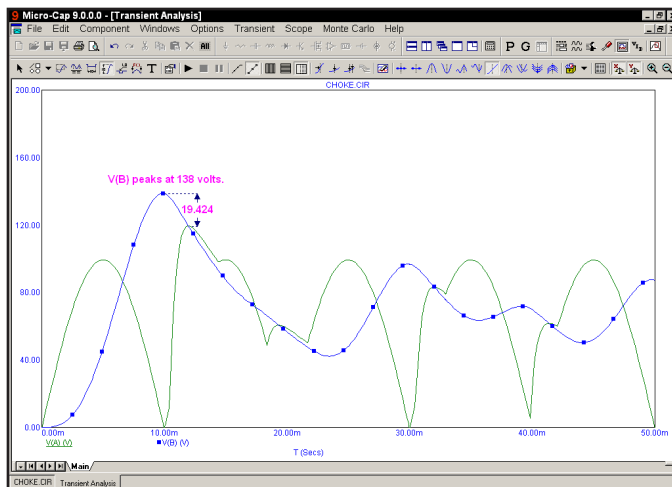 9 Micro-Cap 9.0.0.0 - [Transient Analysis]
File Edit Component Windows Options Transient Scope Monte Carlo Help
All
P G
T
CHOKE.CIR
200.00
160.00
V(B) peaks at 138 volts.
19.424
120.00
80.00
40.00
0.00
0.00m 10.00m 20.00m 30.00m 40.00m 50.00m
V(A) (V) V(B) (V)
T (Secs)
Main
CHOKE.CIR Transient Analysis